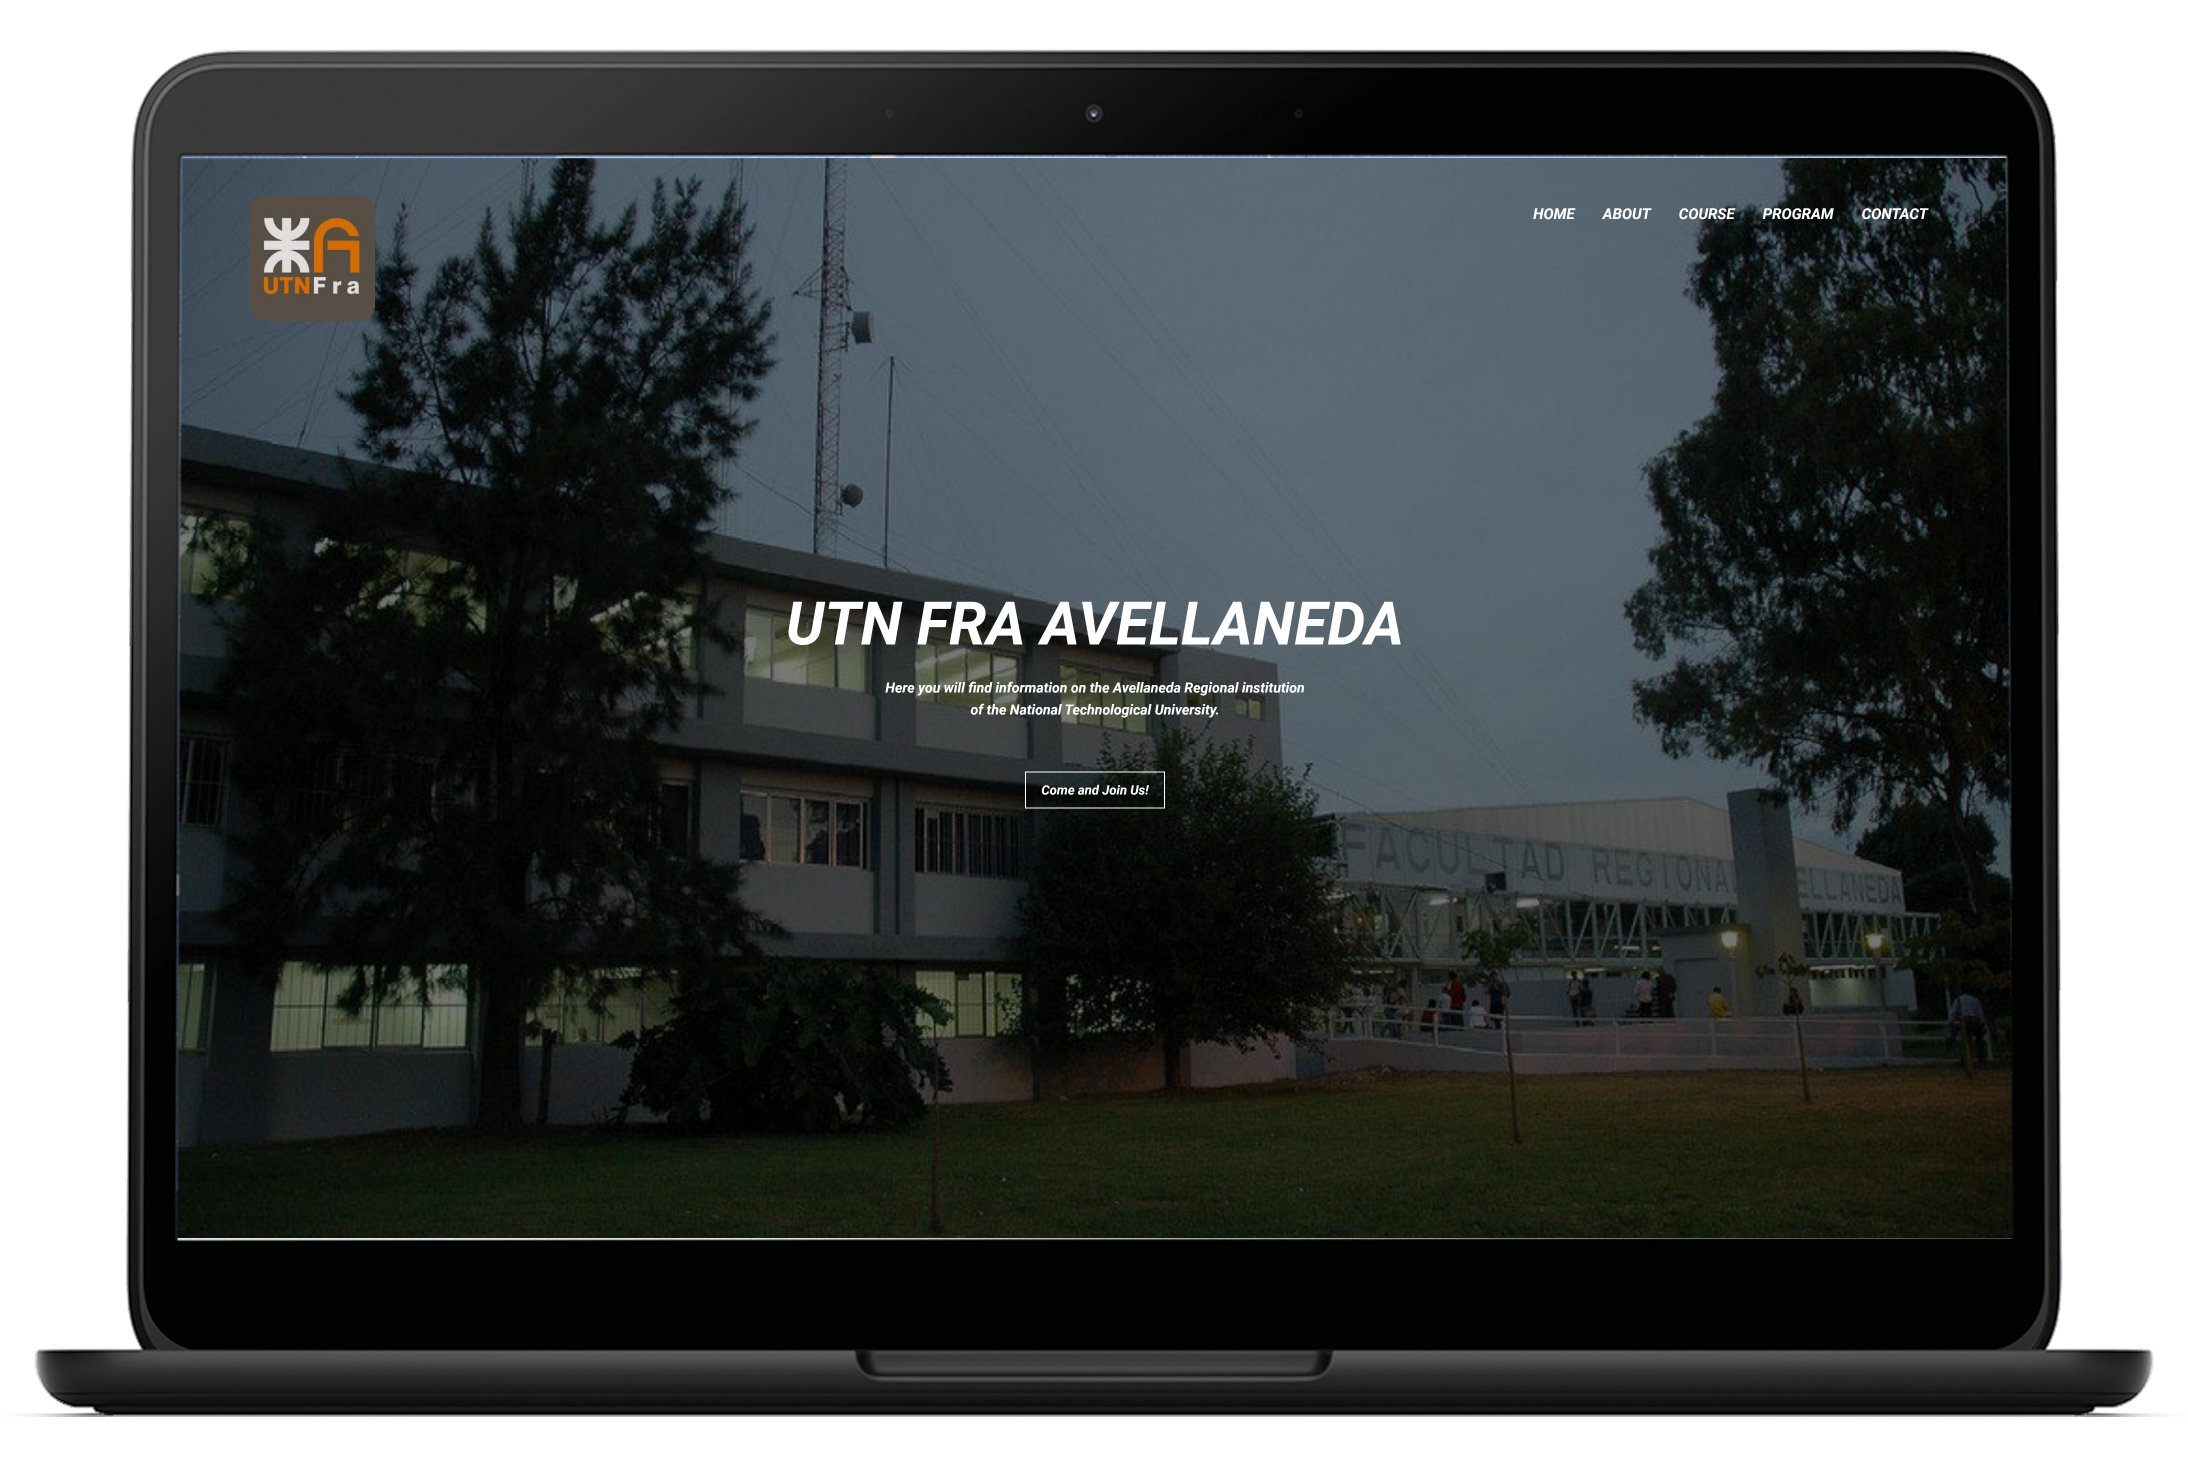 UTNFra
HOME ABOUT COURSE PROGRAM CONTACT
UTN FRA AVELLANEDA
Here you will find information on the Avellaneda Regional institution
of the National Technological University.
Come and Join Us!
FACULTAD REGIONA ELLANEDA